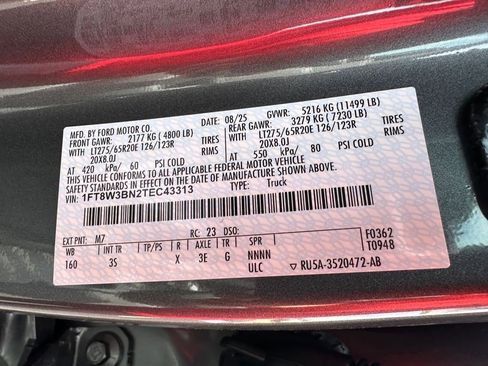 MFD. BY FORD MOTOR CO. 08/25 GVWR: 5216 KG (11499 LB)
FRONT GAWR: 2177 KG (4800 LB) REAR GAWR: 3279 KG (7230 LB)
WITH LT275/65R20E 126/123R TIRES WITH LT275/65R20E 126/123R TIRES
20X8.0J RIMS 20X8.0J RIMS
AT 420 kPa/ 60 PSI COLD AT 550 kPa/ 80 PSI COLD
THIS VEHICLE CONFORMS TO ALL APPLICABLE FEDERAL MOTOR VEHICLE SAFETY STANDARDS IN EFFECT ON THE DATE OF MANUFACTURE SHOWN ABOVE.
VIN: 1FT8W3BN2TEC43313 TYPE: Truck
EXT PNT: M7 RC: 23 DSO: F0362
WB INT TR TP/PS R AXLE TR SPR T0948
160 3S X 3E G NNNN
ULC ▽ RU5A-3520472-AB